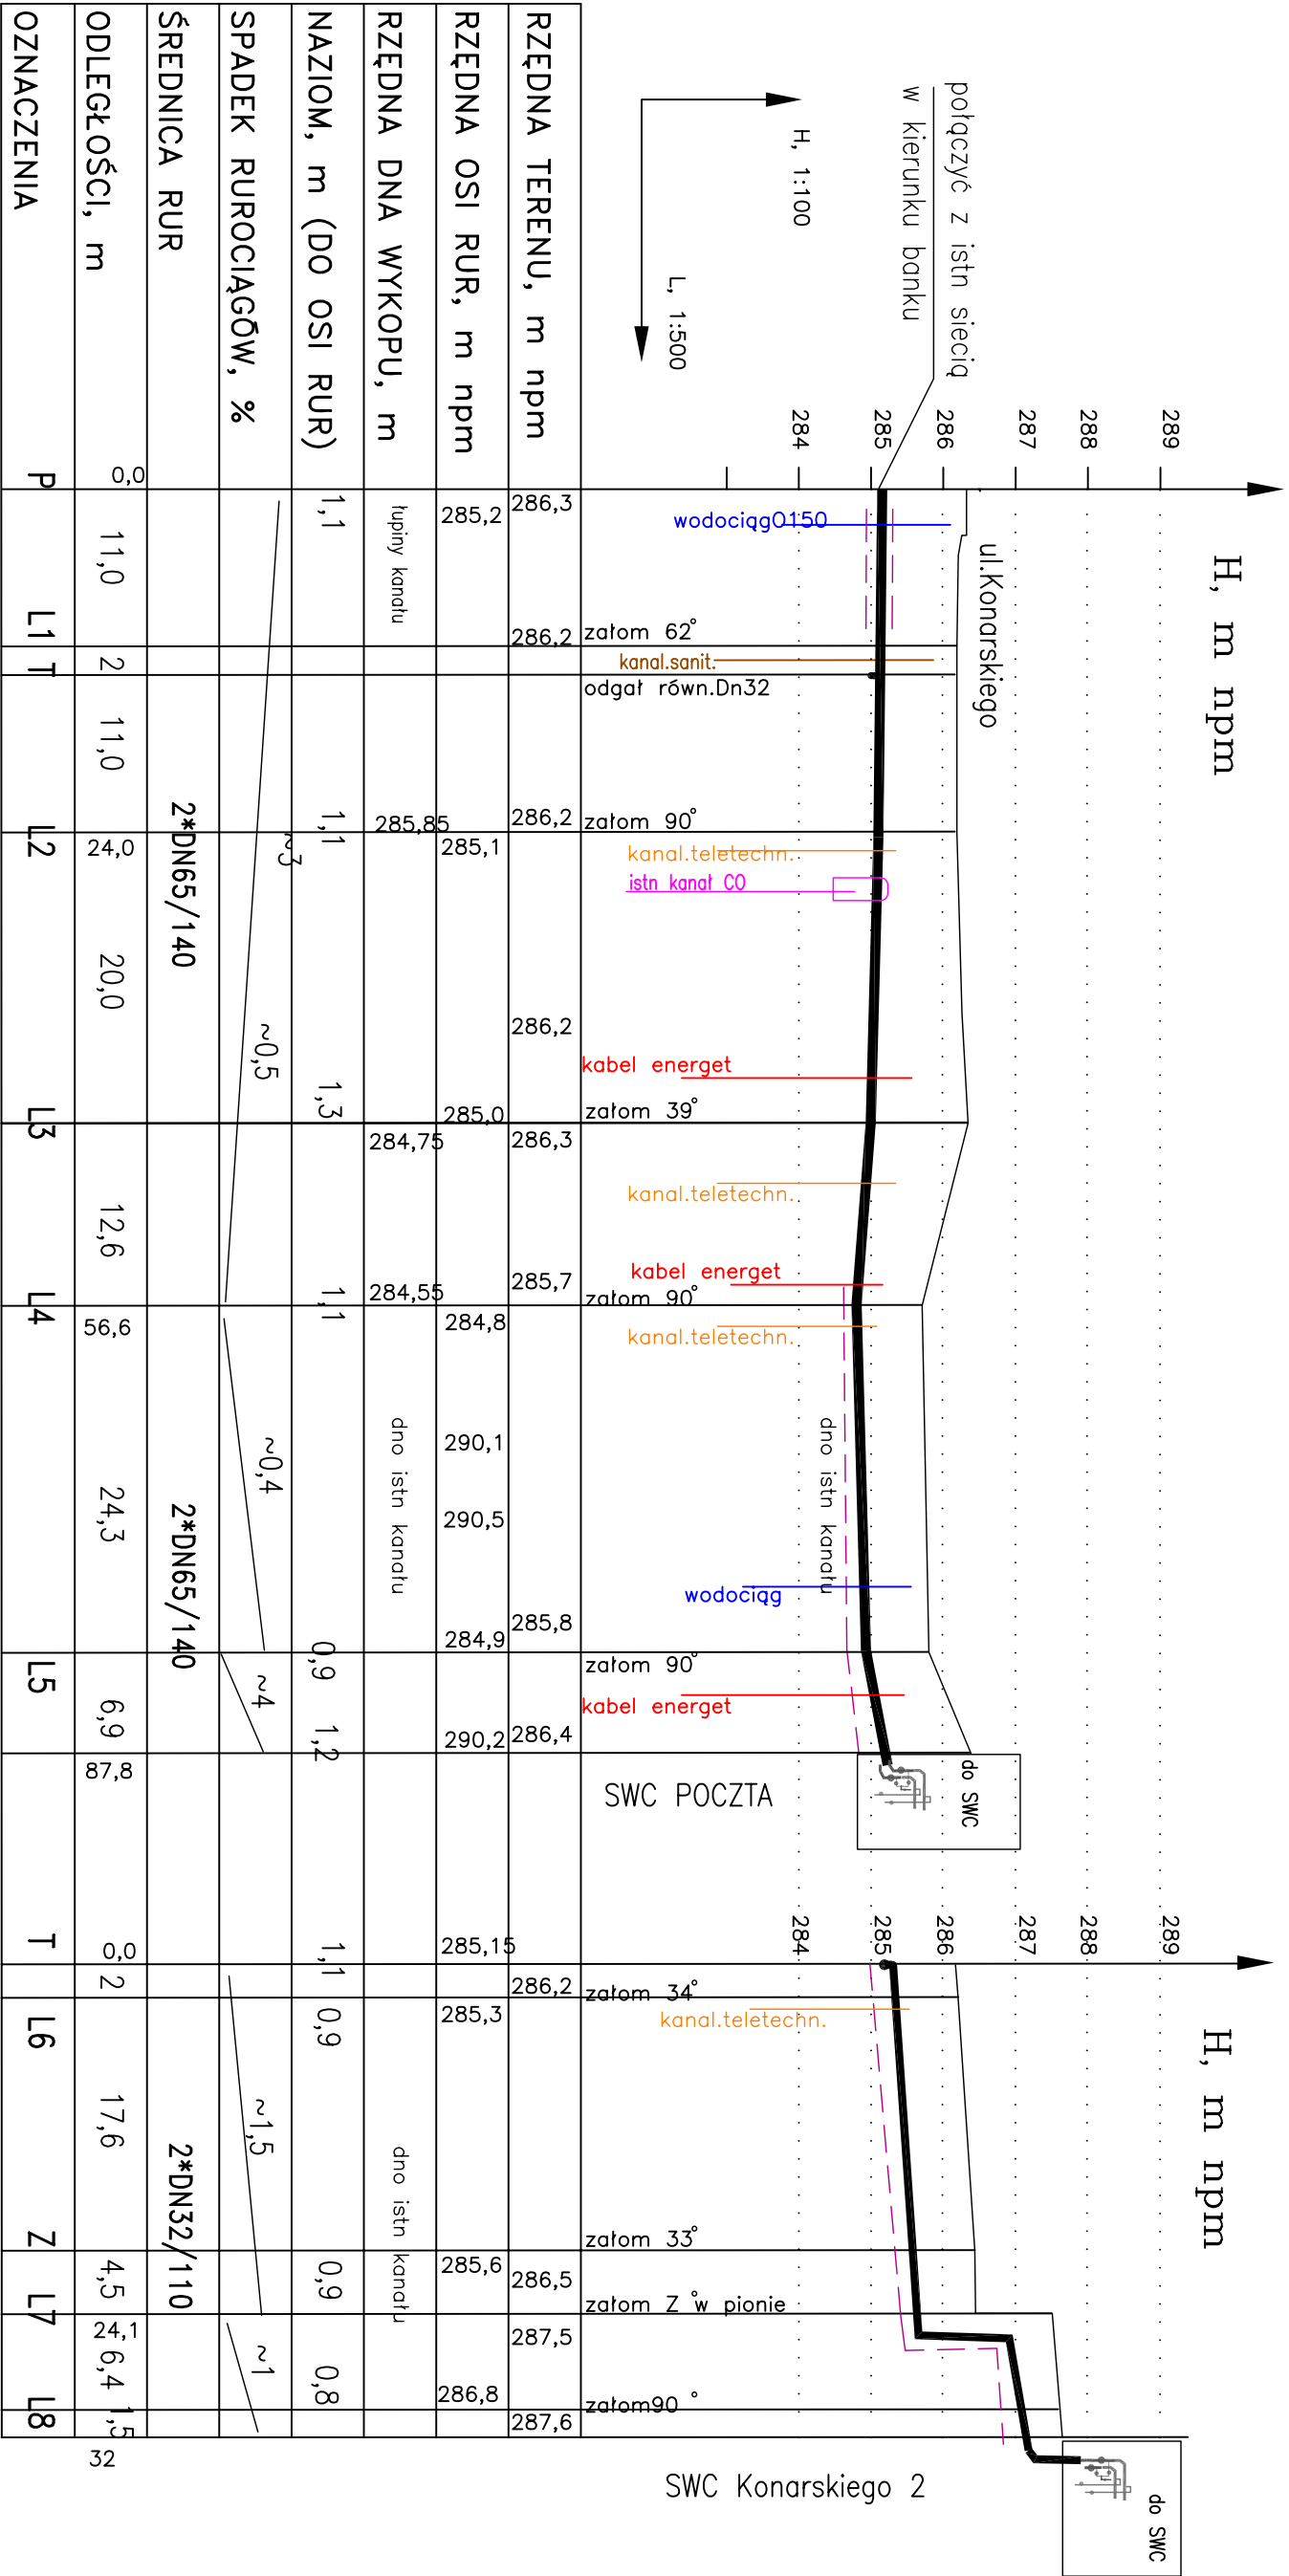 H, m npm
289
288
287
286
285
284
połączyć z istn siecią
w kierunku banku
H, 1:100
L, 1:500
ul.Konarskiego
wodociągO150
załom 62°
kanal.sanit.
odgał równ.Dn32
załom 90°
kanal.teletechn.
istn kanał CO
kabel energet
załom 39°
kanal.teletechn.
kabel energet
załom 90°
kanal.teletechn.
dno istn kanału
wodociąg
załom 90°
kabel energet
do SWC
SWC POCZTA
H, m npm
289
288
287
286
285
284
załom 34°
kanal.teletechn.
załom 33°
załom Z °w pionie
załom90 °
do SWC
SWC Konarskiego 2
RZĘDNA TERENU, m npm
286,3
286,2
286,2
286,2
286,3
285,7
285,8
286,4
286,2
286,5
287,5
287,6
RZĘDNA OSI RUR, m npm
285,2
285,1
285,0
284,8
290,1
290,5
284,9
290,2
285,15
285,3
285,6
286,8
RZĘDNA DNA WYKOPU, m
łupiny kanału
285,85
284,75
284,55
dno istn kanału
dno istn kanału
NAZIOM, m (DO OSI RUR)
1,1
1,1
1,3
1,1
0,9
1,2
1,1
0,9
0,9
0,8
SPADEK RUROCIĄGÓW, %
~3
~0,5
~0,4
~4
~1,5
~1
ŚREDNICA RUR
2*DN65/140
2*DN65/140
2*DN32/110
ODLEGŁOŚCI, m
0,0
11,0
2
11,0
24,0
20,0
12,6
56,6
24,3
6,9
87,8
0,0
2
17,6
4,5
24,1
6,4
1,5
32
OZNACZENIA
P
L1
T
L2
L3
L4
L5
T
L6
Z
L7
L8